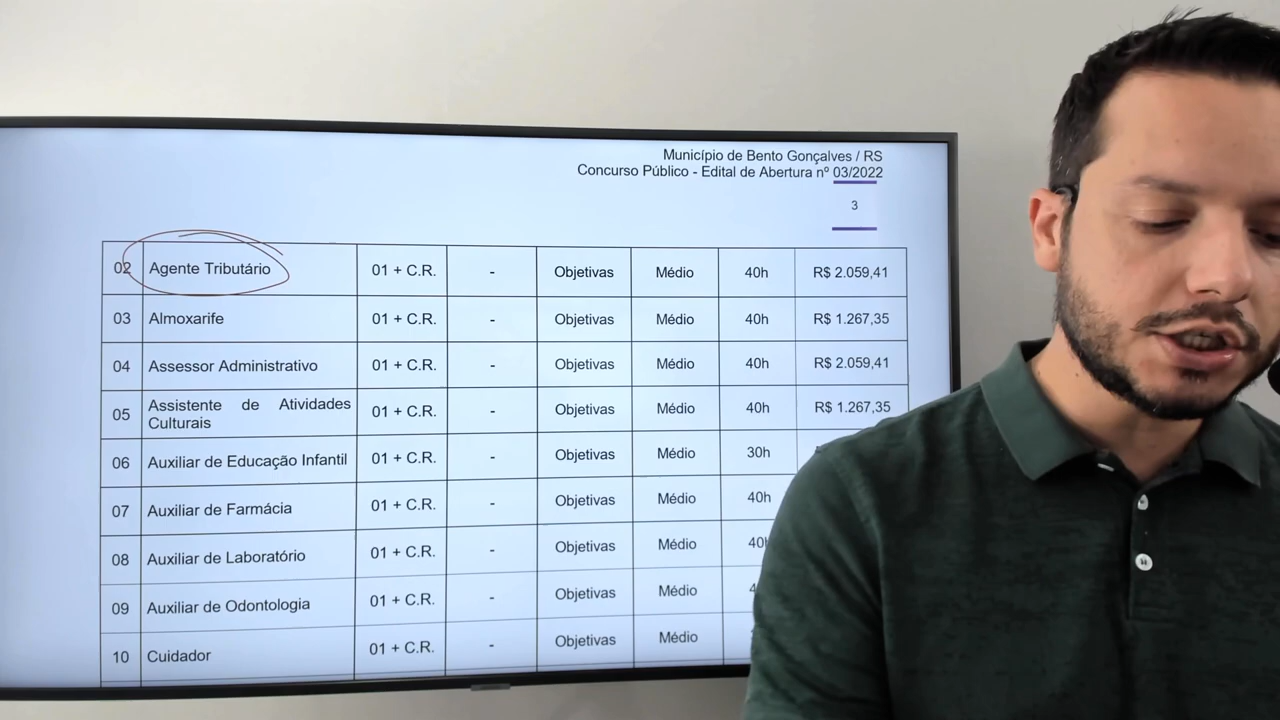 Município de Bento Gonçalves / RS
Concurso Público - Edital de Abertura nº 03/2022
3
02 Agente Tributário 01 + C.R. - Objetivas Médio 40h R$ 2.059,41
03 Almoxarife 01 + C.R. - Objetivas Médio 40h R$ 1.267,35
04 Assessor Administrativo 01 + C.R. - Objetivas Médio 40h R$ 2.059,41
05 Assistente de Atividades Culturais 01 + C.R. - Objetivas Médio 40h R$ 1.267,35
06 Auxiliar de Educação Infantil 01 + C.R. - Objetivas Médio 30h
07 Auxiliar de Farmácia 01 + C.R. - Objetivas Médio 40h
08 Auxiliar de Laboratório 01 + C.R. - Objetivas Médio 40h
09 Auxiliar de Odontologia 01 + C.R. - Objetivas Médio
10 Cuidador 01 + C.R. - Objetivas Médio